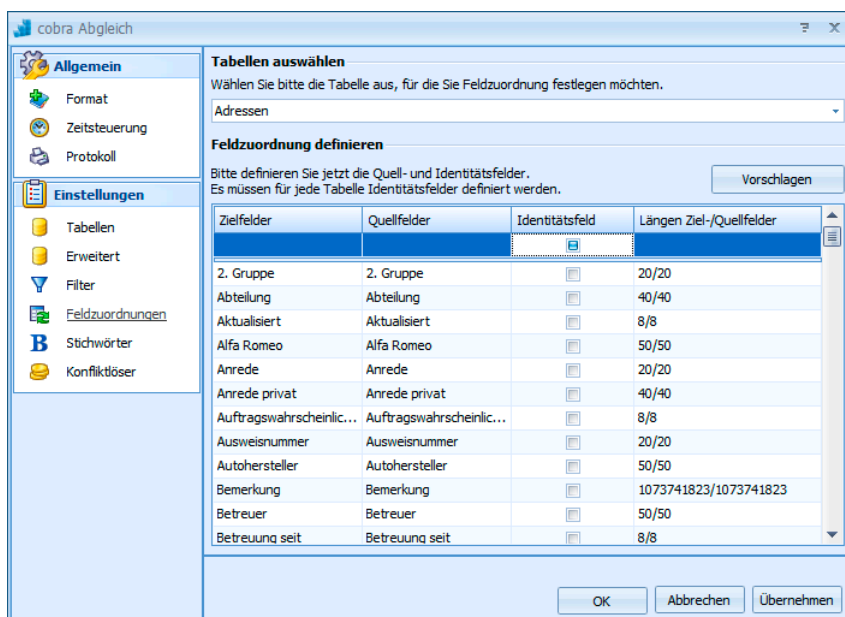 cobra Abgleich
Allgemein
Format
Zeitsteuerung
Protokoll
Einstellungen
Tabellen
Erweitert
Filter
Feldzuordnungen
B Stichwörter
Konfliktlöser
Tabellen auswählen
Wählen Sie bitte die Tabelle aus, für die Sie Feldzuordnung festlegen möchten.
Adressen
Feldzuordnung definieren
Bitte definieren Sie jetzt die Quell- und Identitätsfelder.
Es müssen für jede Tabelle Identitätsfelder definiert werden.
Vorschlagen
Zielfelder Quellfelder Identitätsfeld Längen Ziel-/Quellfelder
2. Gruppe 2. Gruppe 20/20
Abteilung Abteilung 40/40
Aktualisiert Aktualisiert 8/8
Alfa Romeo Alfa Romeo 50/50
Anrede Anrede 20/20
Anrede privat Anrede privat 40/40
Auftragswahrscheinlic... Auftragswahrscheinlic... 8/8
Ausweisnummer Ausweisnummer 20/20
Autohersteller Autohersteller 50/50
Bemerkung Bemerkung 1073741823/1073741823
Betreuer Betreuer 50/50
Betreuung seit Betreuung seit 8/8
OK Abbrechen Übernehmen